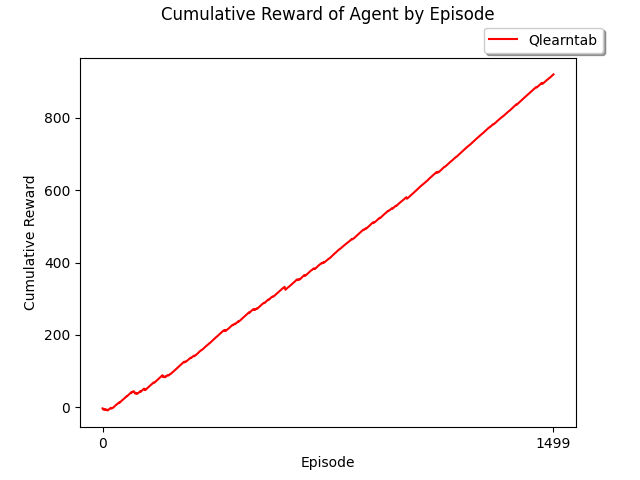 Cumulative Reward of Agent by Episode
Qlearntab
800
600
400
200
0
Cumulative Reward
0
1499
Episode